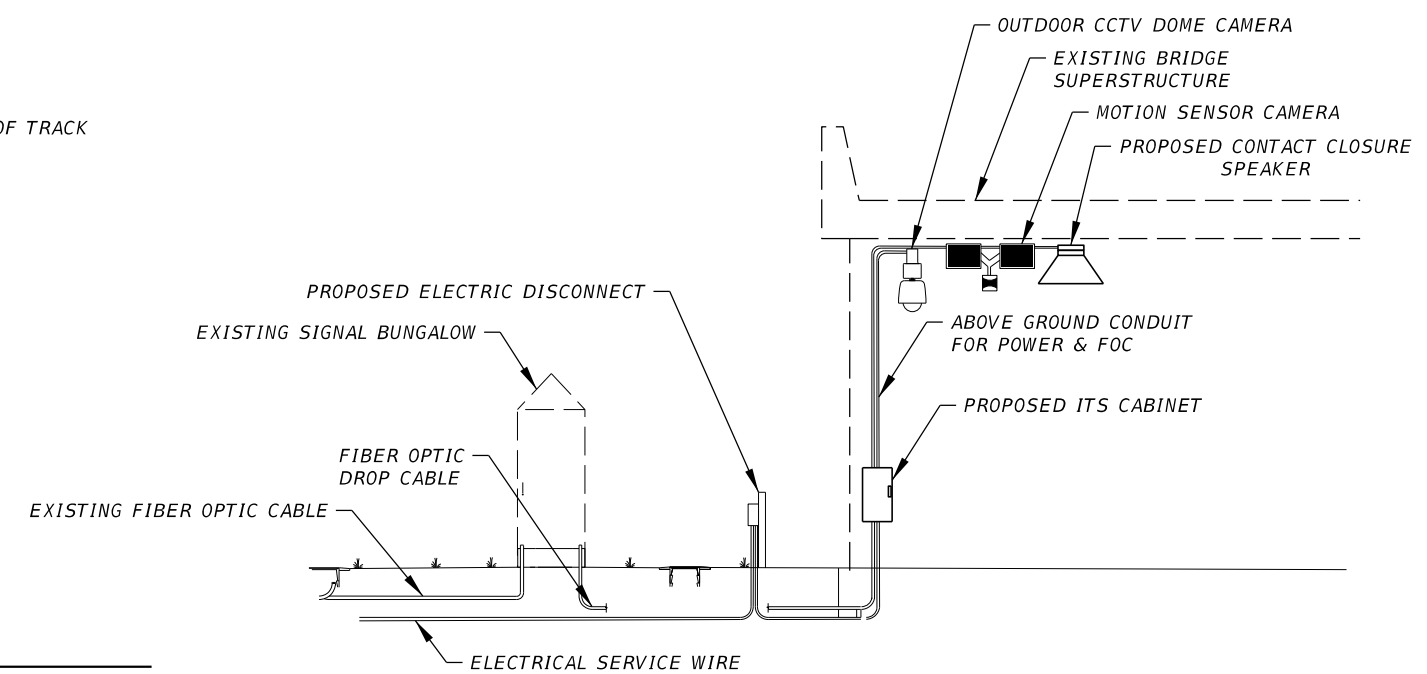 OUTDOOR CCTV DOME CAMERA
EXISTING BRIDGE
SUPERSTRUCTURE
MOTION SENSOR CAMERA
OF TRACK
PROPOSED CONTACT CLOSURE
SPEAKER
PROPOSED ELECTRIC DISCONNECT
EXISTING SIGNAL BUNGALOW
ABOVE GROUND CONDUIT
FOR POWER & FOC
PROPOSED ITS CABINET
FIBER OPTIC
DROP CABLE
EXISTING FIBER OPTIC CABLE
ELECTRICAL SERVICE WIRE